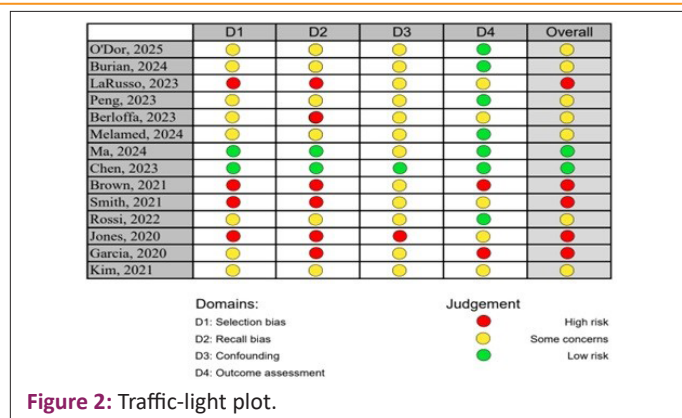 D1 D2 D3 D4 Overall
O'Dor, 2025
Burian, 2024
LaRusso, 2023
Peng, 2023
Berloffa, 2023
Melamed, 2024
Ma, 2024
Chen, 2023
Brown, 2021
Smith, 2021
Rossi, 2022
Jones, 2020
Garcia, 2020
Kim, 2021
Domains:
D1: Selection bias
D2: Recall bias
D3: Confounding
D4: Outcome assessment
Judgement
High risk
Some concerns
Low risk
Figure 2: Traffic-light plot.